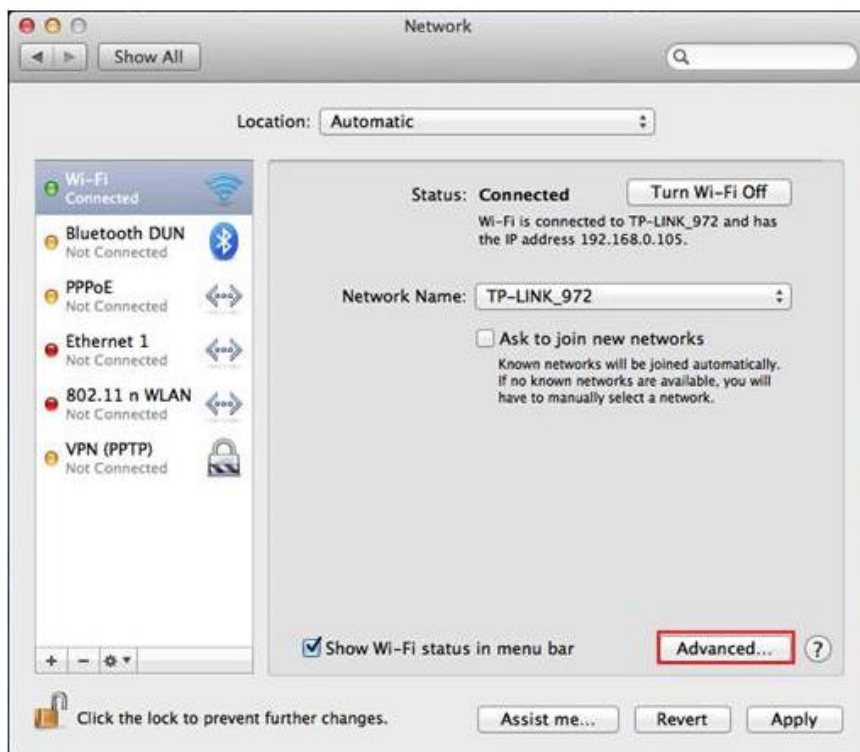 Network
Show All
Location: Automatic
Wi-Fi
Connected
Bluetooth DUN
Not Connected
PPPoE
Not Connected
Ethernet 1
Not Connected
802.11 n WLAN
Not Connected
VPN (PPTP)
Not Connected
Status: Connected
Turn Wi-Fi Off
Wi-Fi is connected to TP-LINK_972 and has
the IP address 192.168.0.105.
Network Name: TP-LINK_972
Ask to join new networks
Known networks will be joined automatically.
If no known networks are available, you will
have to manually select a network.
Show Wi-Fi status in menu bar
Advanced...
?
Click the lock to prevent further changes.
Assist me...
Revert
Apply